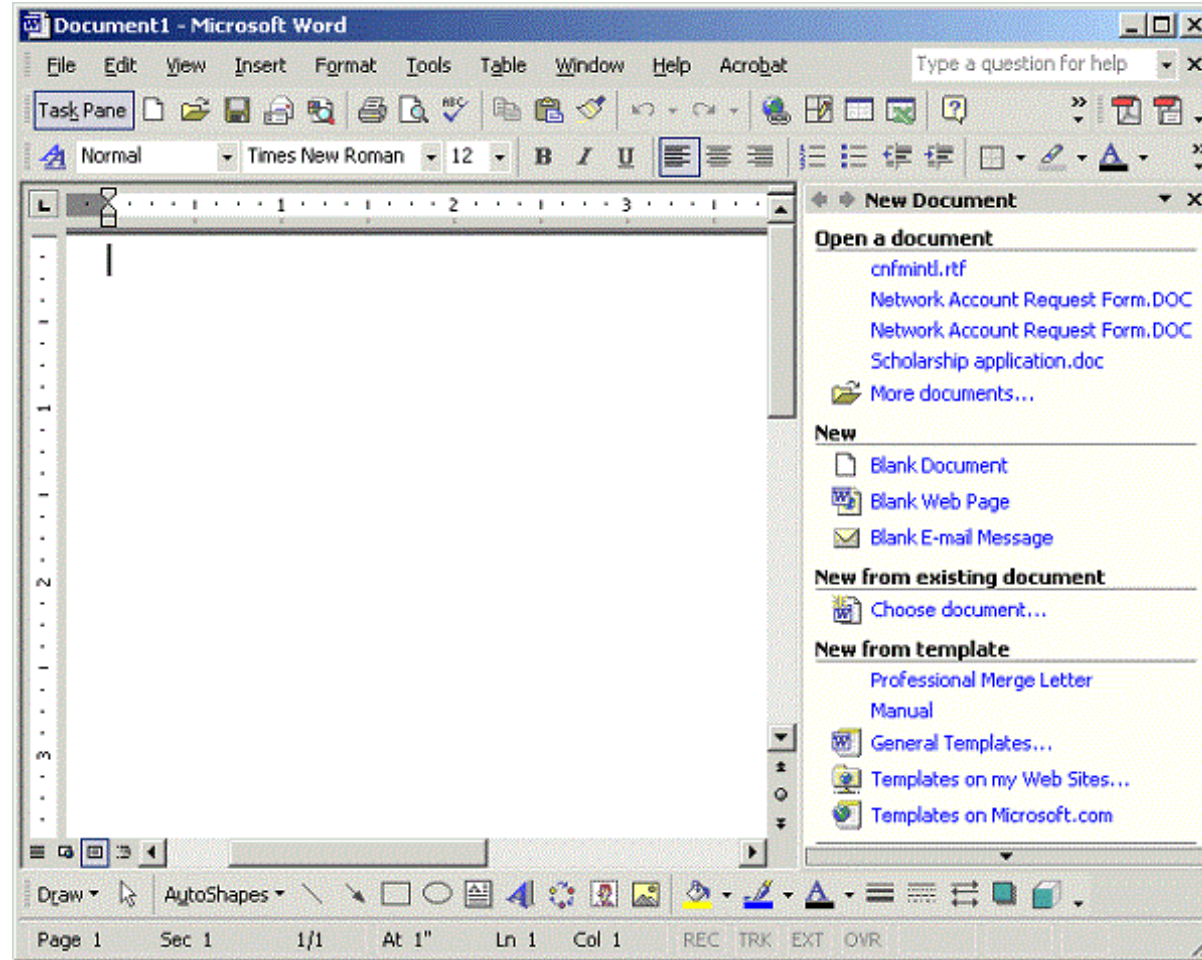 Document1 - Microsoft Word
File Edit View Insert Format Tools Table Window Help Acrobat Type a question for help
Task Pane
Normal Times New Roman 12 B I U A
L 1 2 3
New Document
Open a document
cnfmintl.rtf
Network Account Request Form.DOC
Network Account Request Form.DOC
Scholarship application.doc
More documents...
1
New
Blank Document
Blank Web Page
Blank E-mail Message
2
New from existing document
Choose document...
New from template
Professional Merge Letter
Manual
General Templates...
3
Templates on my Web Sites...
Templates on Microsoft.com
Draw AutoShapes A
Page 1 Sec 1 1/1 At 1" Ln 1 Col 1 REC TRK EXT OVR